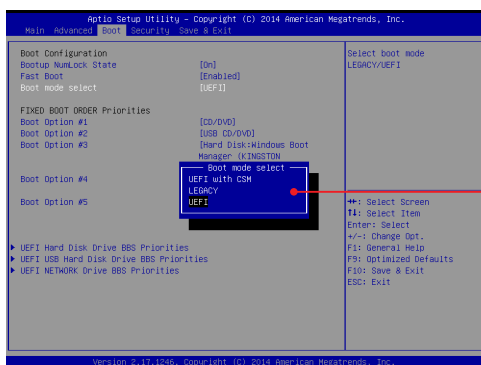 Aptio Setup Utility – Copyright (C) 2014 American Megatrends, Inc.
Main Advanced Boot Security Save & Exit
Boot Configuration
Bootup NumLock State [On]
Fast Boot [Enabled]
Boot mode select [UEFI]
FIXED BOOT ORDER Priorities
Boot Option #1 [CD/DVD]
Boot Option #2 [USB CD/DVD]
Boot Option #3 [Hard Disk:Windows Boot
Manager (KINGSTON
Boot mode select
UEFI with CSM
LEGACY
UEFI
Boot Option #4
Boot Option #5
UEFI Hard Disk Drive BBS Priorities
UEFI USB Hard Disk Drive BBS Priorities
UEFI NETWORK Drive BBS Priorities
Select boot mode
LEGACY/UEFI
→←: Select Screen
↑↓: Select Item
Enter: Select
+/-: Change Opt.
F1: General Help
F9: Optimized Defaults
F10: Save & Exit
ESC: Exit
Version 2.17.1246. Copyright (C) 2014 American Megatrends, Inc.